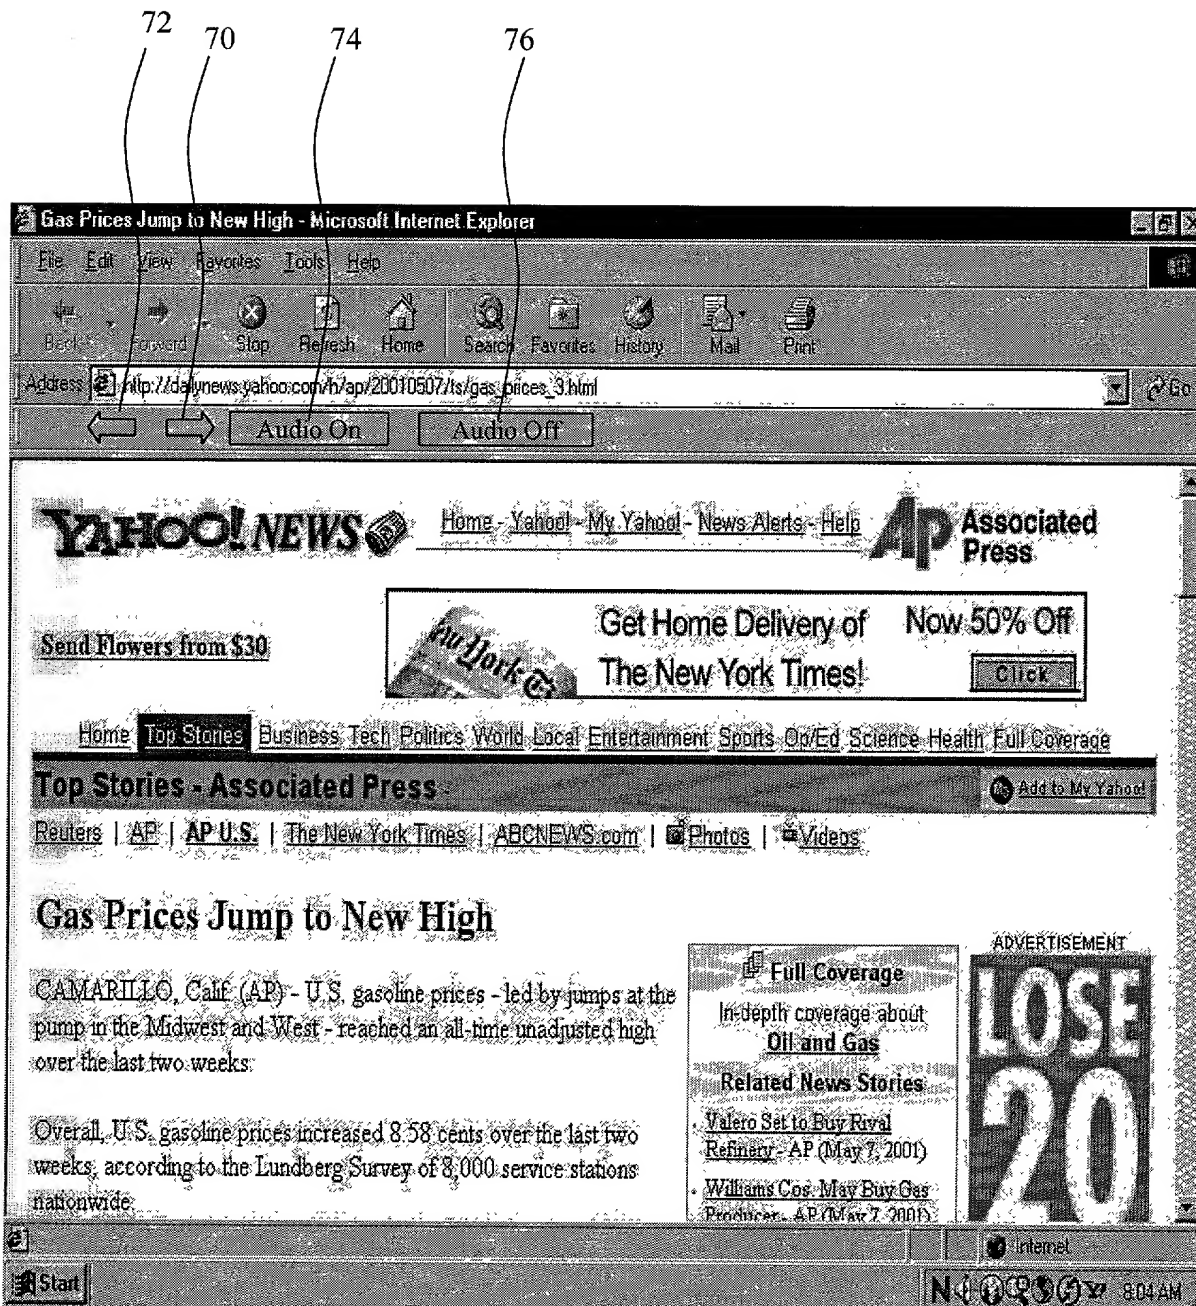 72 70 74 76
Gas Prices Jump to New High - Microsoft Internet Explorer
File Edit View Favorites Tools Help
Back Forward Stop Refresh Home Search Favorites History Mail Print
Address http://dailynews.yahoo.com/h/ap/20010507/ts/gas_prices_3.html Go
Audio On Audio Off
YAHOO! NEWS Home - Yahoo! - My Yahoo! - News Alerts - Help AP Associated
Press
Get Home Delivery of Now 50% Off
Send Flowers from $30
The New York Times! Click
Home Top Stories Business Tech Politics World Local Entertainment Sports Op/Ed Science Health Full Coverage
Top Stories - Associated Press Add to My Yahoo!
Reuters | AP | AP U.S. | The New York Times | ABCNEWS.com | Photos | Videos
Gas Prices Jump to New High
CAMARILLO, Calif. (AP) - U.S. gasoline prices - led by jumps at the
pump in the Midwest and West - reached an all-time unadjusted high
over the last two weeks.
Overall, U.S. gasoline prices increased 8.58 cents over the last two
weeks, according to the Lundberg Survey of 8,000 service stations
nationwide.
Full Coverage
In-depth coverage about
Oil and Gas
Related News Stories
Valero Set to Buy Rival
Refinery - AP (May 7, 2001)
Williams Cos. May Buy Gas
Producer - AP (May 7, 2001)
ADVERTISEMENT
LOSE
20
Internet
Start 8:04 AM